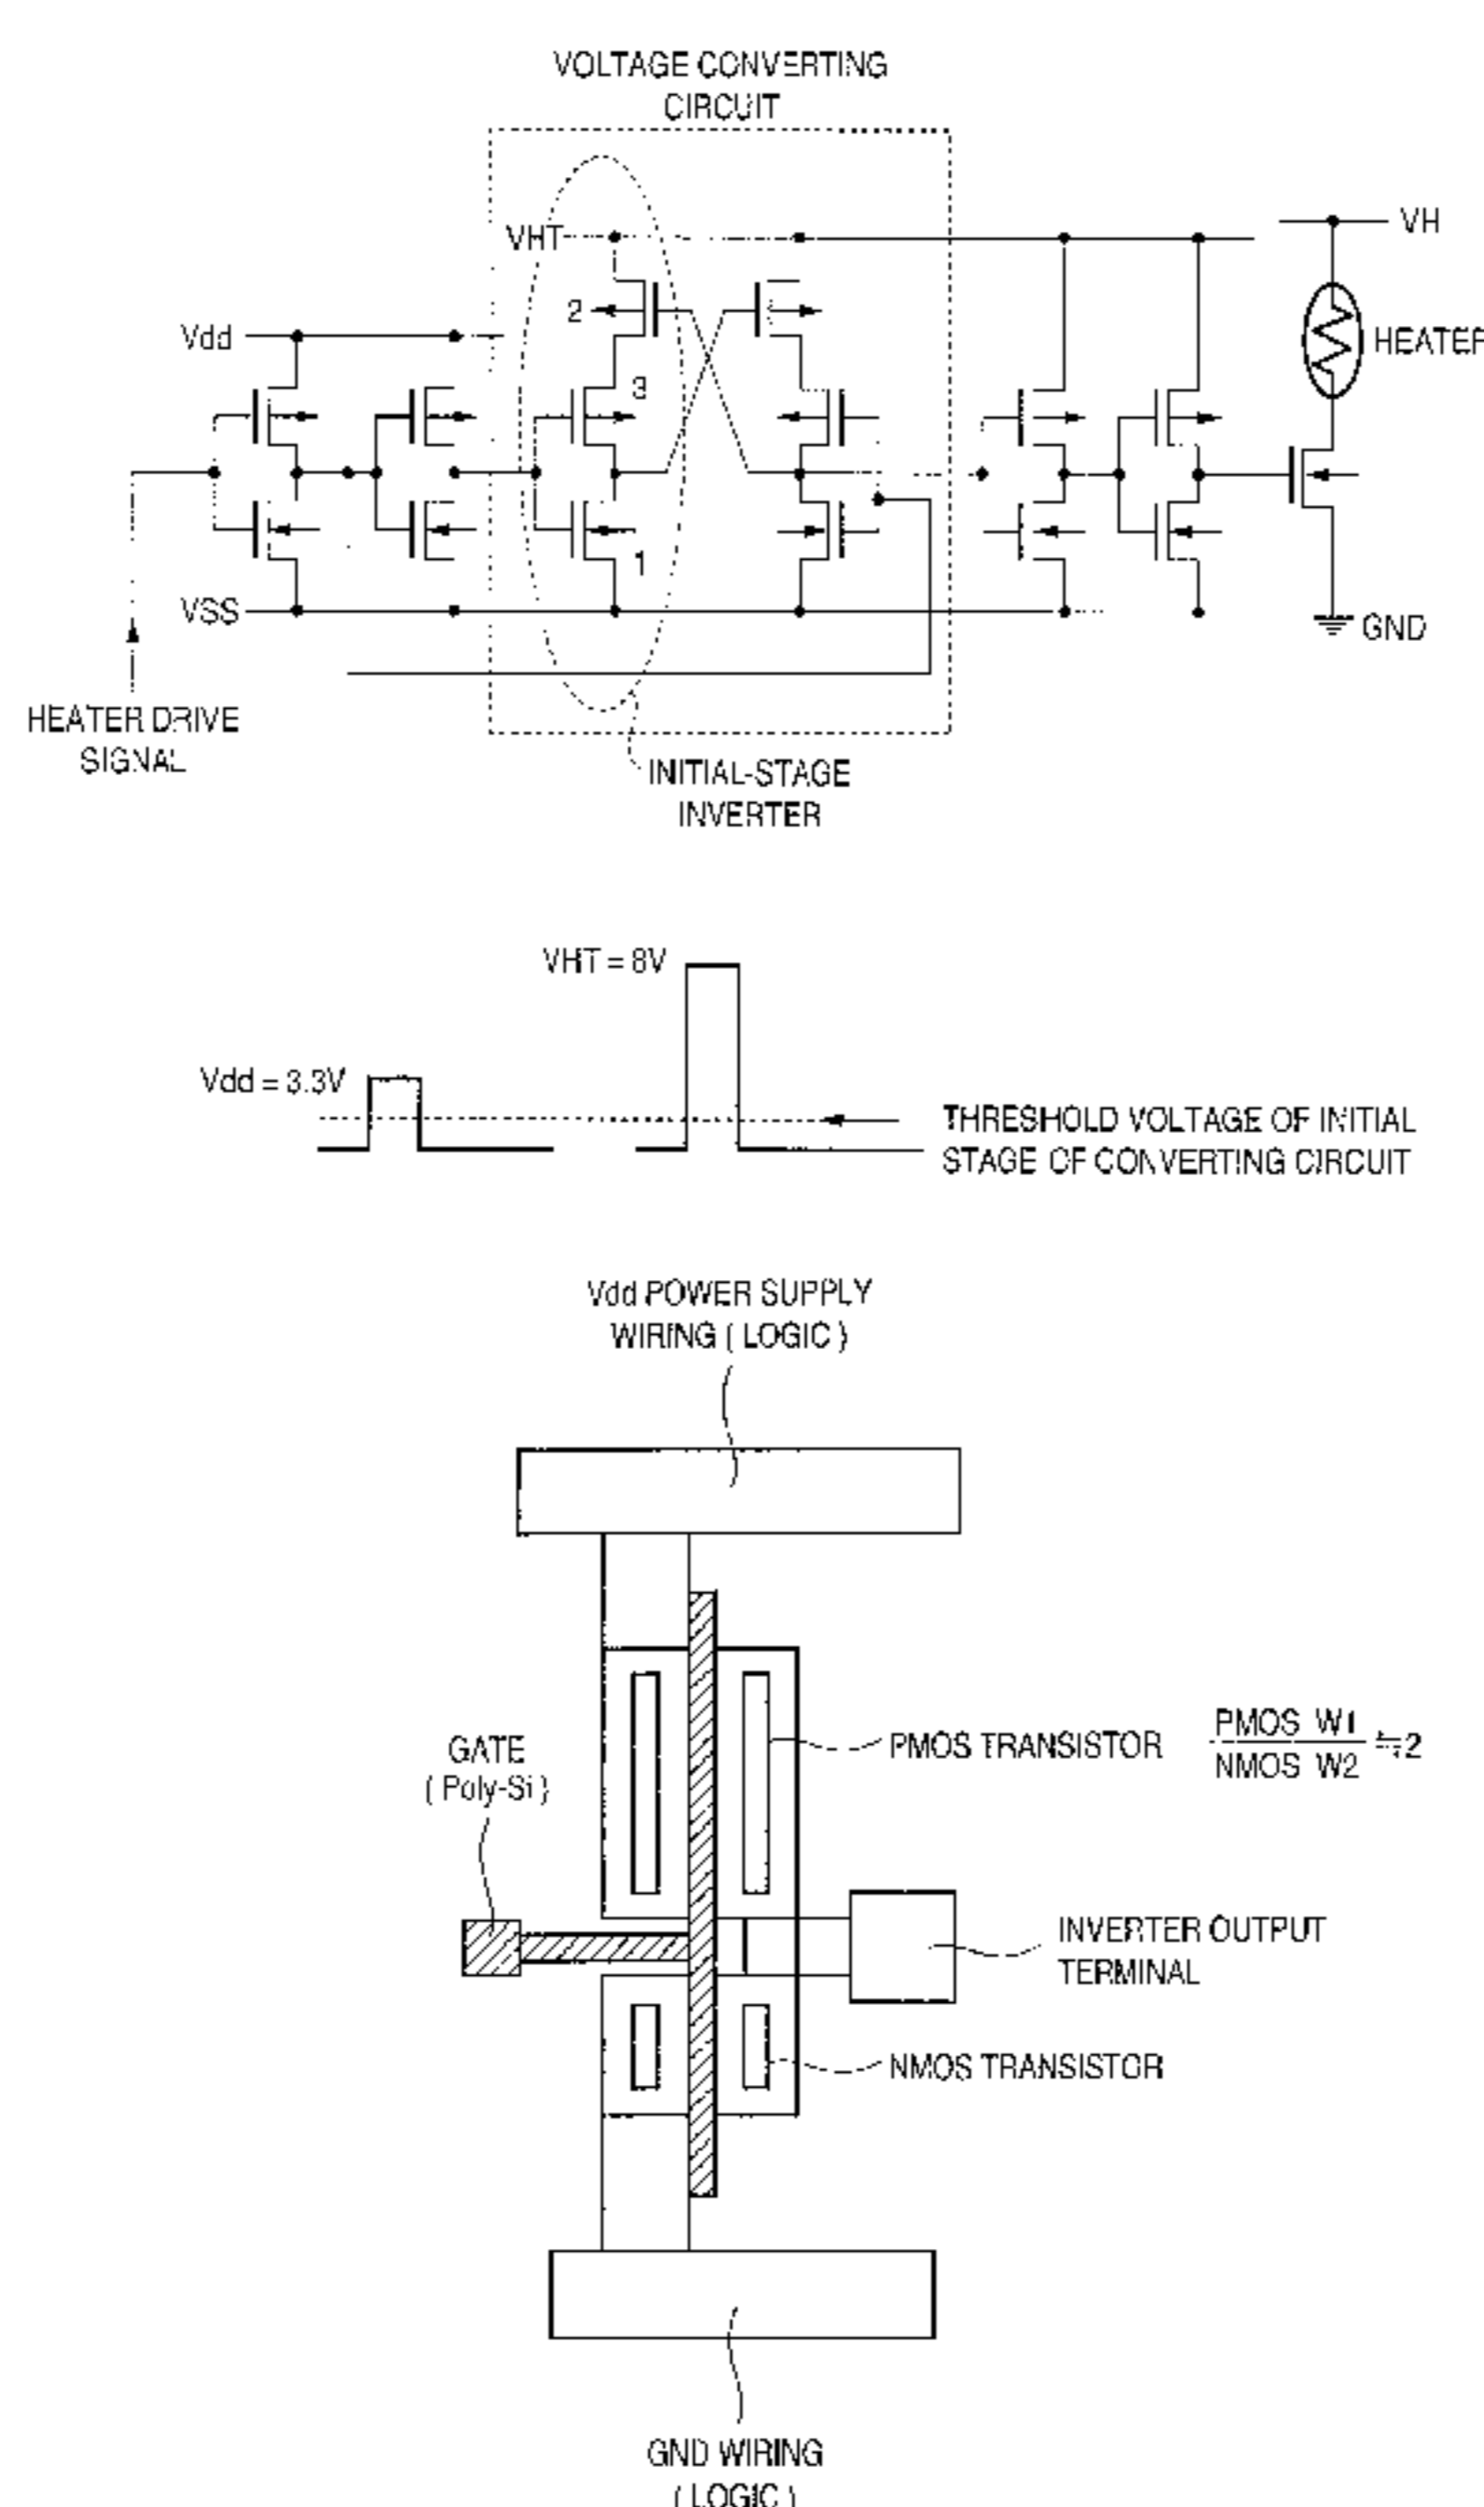 VOLTAGE CONVERTING
CIRCUIT
VHT
VH
2
Vdd
HEATER
3
1
VSS
GND
HEATER DRIVE
SIGNAL
INITIAL-STAGE
INVERTER
VHT = 8V
Vdd = 3.3V
THRESHOLD VOLTAGE OF INITIAL
STAGE OF CONVERTING CIRCUIT
Vdd POWER SUPPLY
WIRING ( LOGIC )
GATE
( Poly-Si )
PMOS TRANSISTOR
PMOS W1
NMOS W2
≒2
INVERTER OUTPUT
TERMINAL
NMOS TRANSISTOR
GND WIRING
( LOGIC )